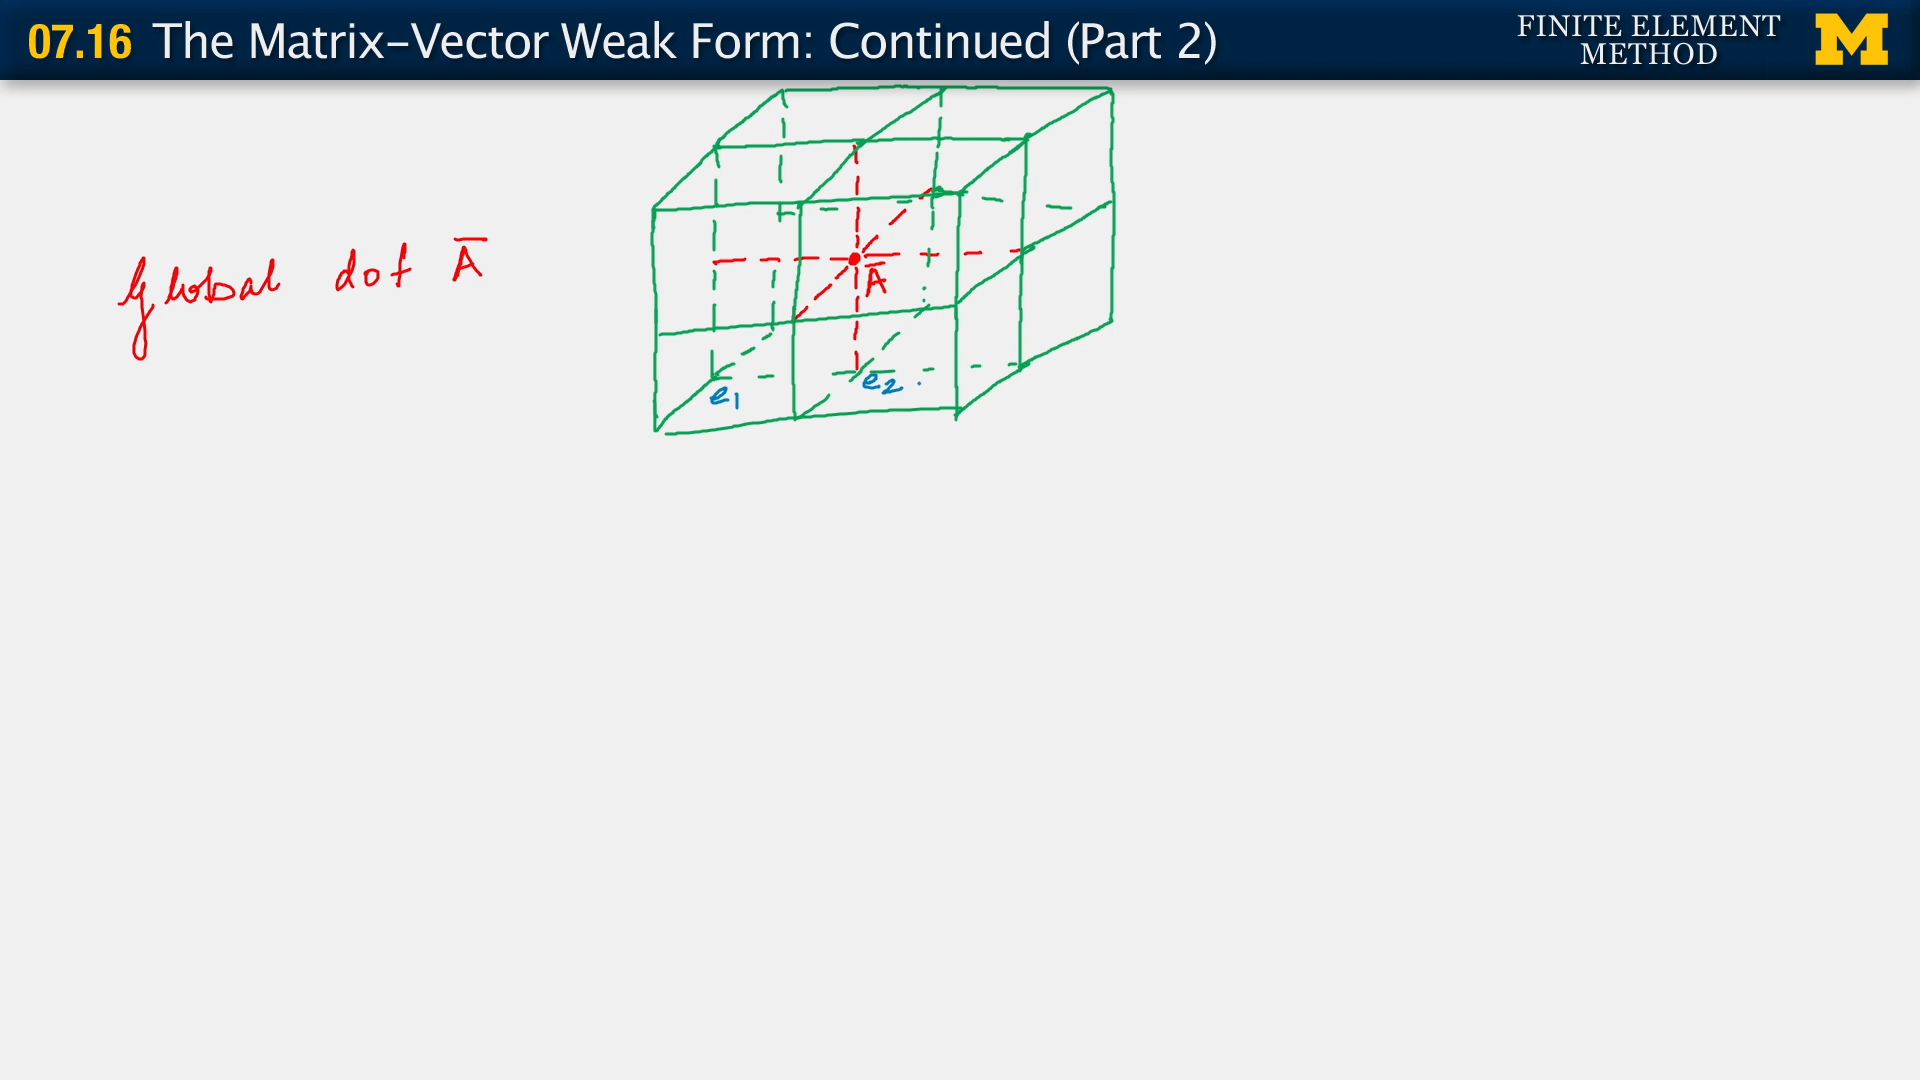 07.16 The Matrix–Vector Weak Form: Continued (Part 2)
FINITE ELEMENT
METHOD
M
Global dof A̅
A̅
e₁
e₂